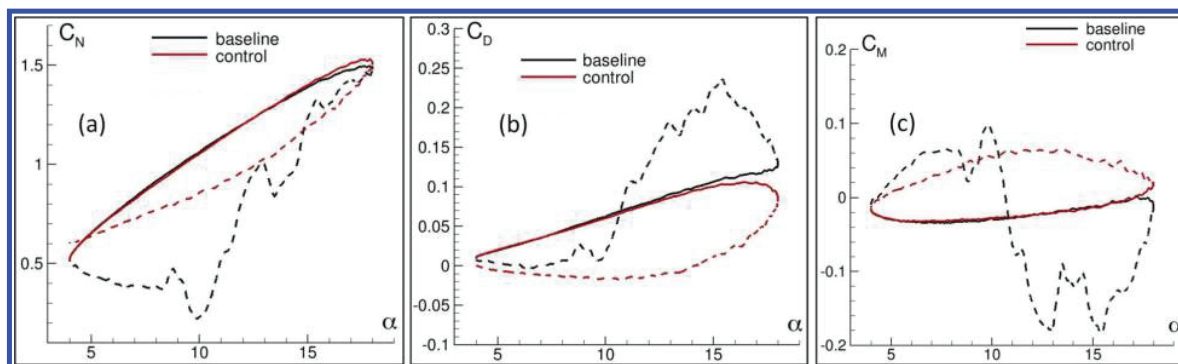 C_N
baseline
control
1.5
(a)
1
0.5
5
10
15
α
0.3
C_D
0.25
baseline
control
0.2
0.15
(b)
0.1
0.05
0
-0.05
-0.1
5
10
15
α
C_M
baseline
control
0.2
0.1
(c)
0
-0.1
-0.2
5
10
15
α